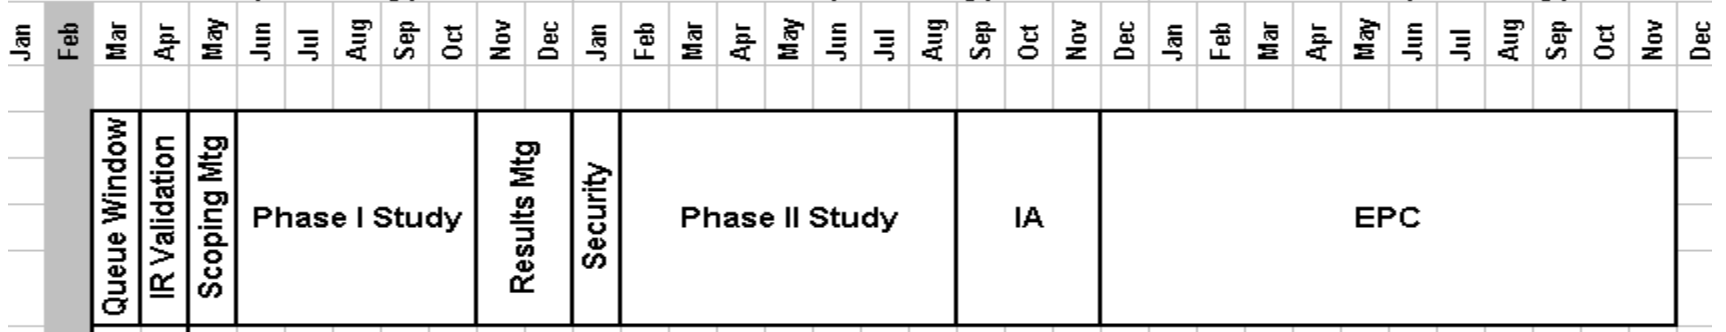 Jan Feb Mar Apr May Jun Jul Aug Sep Oct Nov Dec Jan Feb Mar Apr May Jun Jul Aug Sep Oct Nov Dec Jan Feb Mar Apr May Jun Jul Aug Sep Oct Nov Dec
Queue Window
IR Validation
Scoping Mtg
Phase I Study
Results Mtg
Security
Phase II Study
IA
EPC